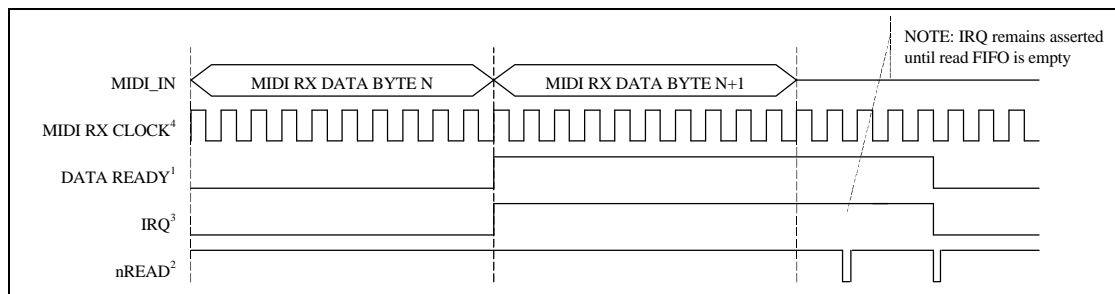 NOTE: IRQ remains asserted
until read FIFO is empty
MIDI_IN
MIDI RX DATA BYTE N
MIDI RX DATA BYTE N+1
MIDI RX CLOCK⁴
DATA READY¹
IRQ³
nREAD²